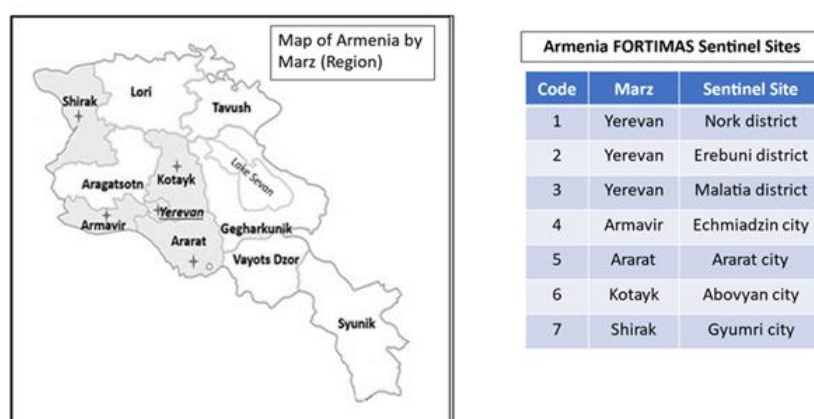 Map of Armenia by
Marz (Region)
Shirak
Lori
Tavush
Lake Sevan
Aragatsotn
Kotayk
Yerevan
Armavir
Gegharkunik
Ararat
Vayots Dzor
Syunik
Armenia FORTIMAS Sentinel Sites
Code Marz Sentinel Site
1 Yerevan Nork district
2 Yerevan Erebuni district
3 Yerevan Malatia district
4 Armavir Echmiadzin city
5 Ararat Ararat city
6 Kotayk Abovyan city
7 Shirak Gyumri city